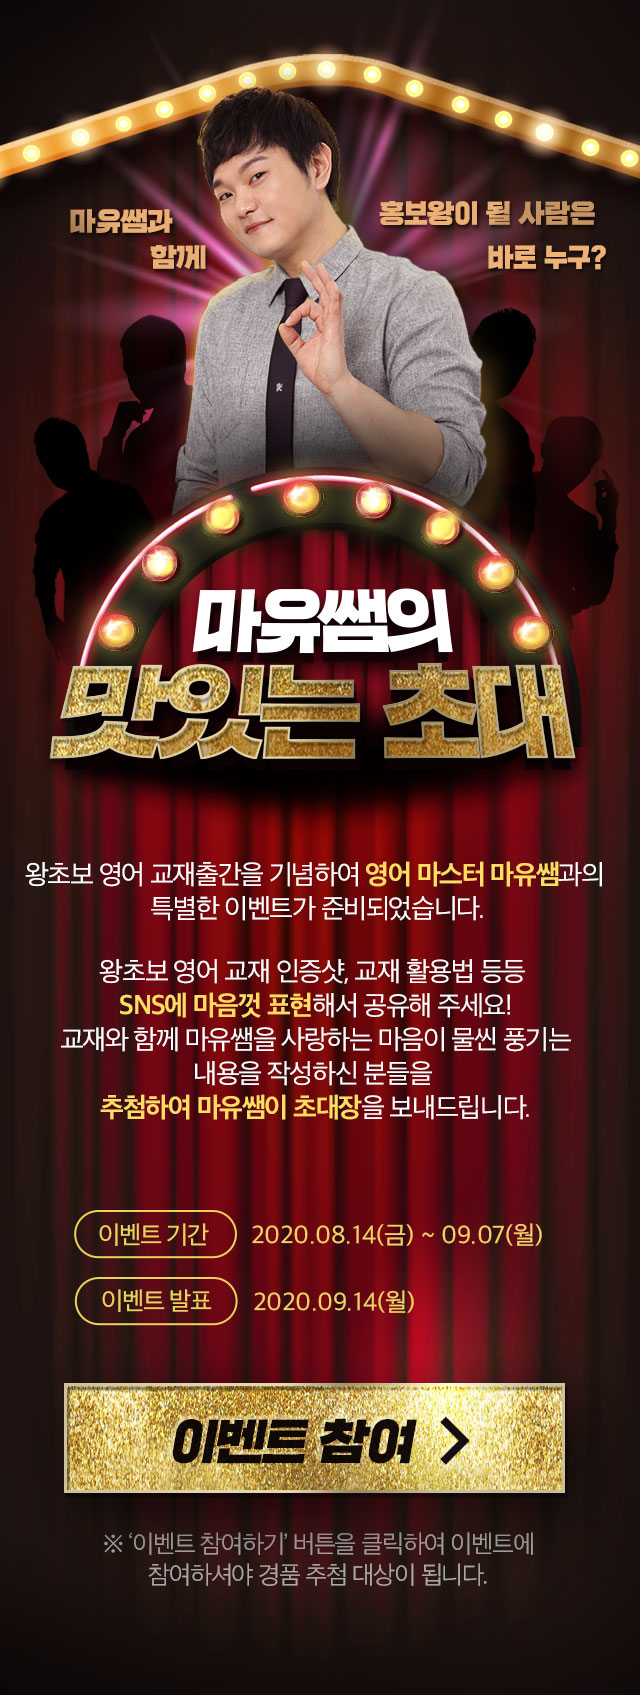 마유쌤과
함께
홍보왕이 될 사람은
바로 누구?
마유쌤의
맛있는 초대
왕초보 영어 교재출간을 기념하여 영어 마스터 마유쌤과의
특별한 이벤트가 준비되었습니다.
왕초보 영어 교재 인증샷, 교재 활용법 등등
SNS에 마음껏 표현해서 공유해 주세요!
교재와 함께 마유쌤을 사랑하는 마음이 물씬 풍기는
내용을 작성하신 분들을
추첨하여 마유쌤이 초대장을 보내드립니다.
이벤트 기간 2020.08.14(금) ~ 09.07(월)
이벤트 발표 2020.09.14(월)
이벤트 참여 >
※ ‘이벤트 참여하기’ 버튼을 클릭하여 이벤트에
참여하셔야 경품 추첨 대상이 됩니다.